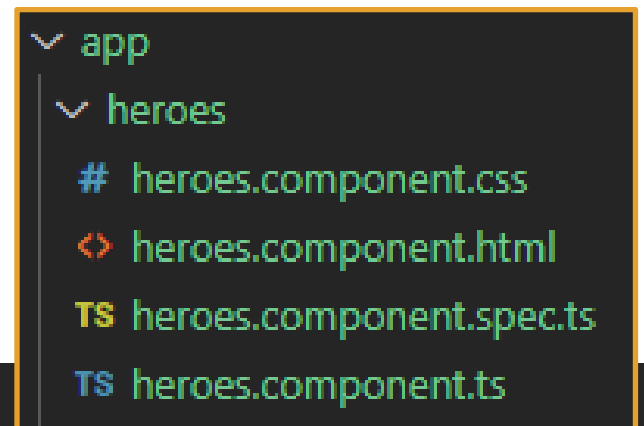 app
heroes
# heroes.component.css
<> heroes.component.html
TS heroes.component.spec.ts
TS heroes.component.ts